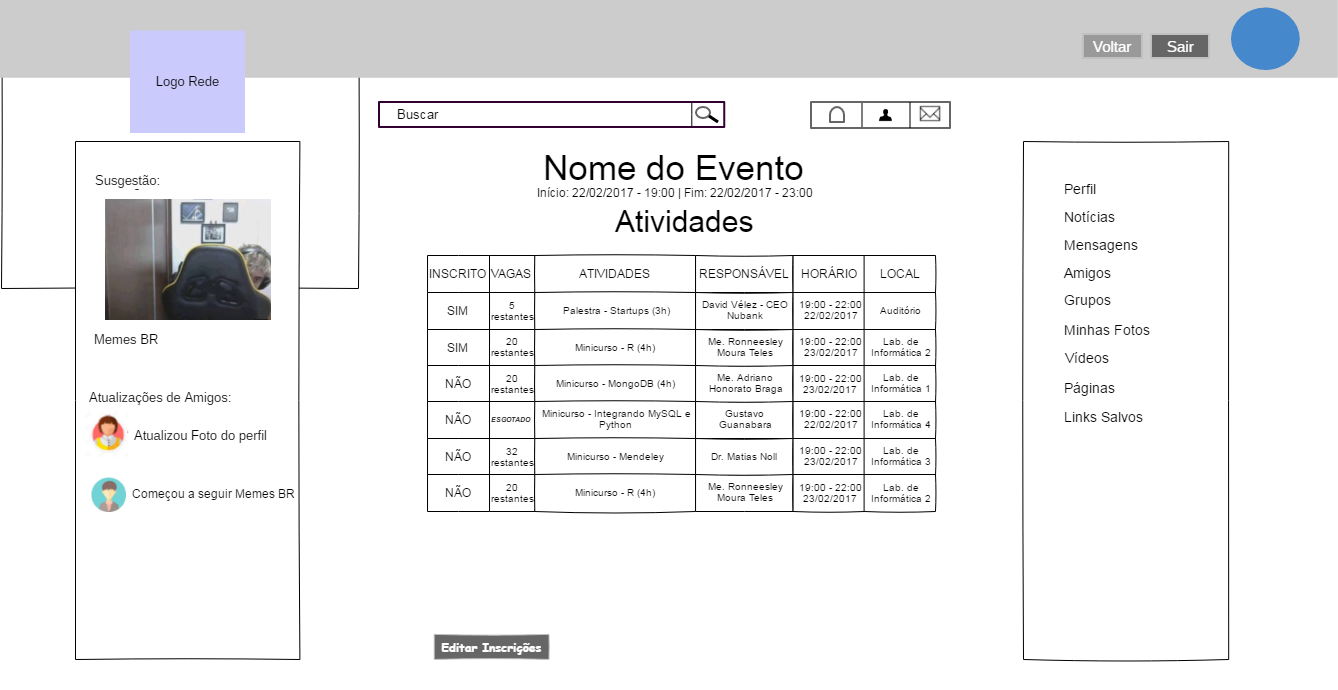 Voltar
Sair
Logo Rede
Buscar
Susgestão:
Memes BR
Atualizações de Amigos:
Atualizou Foto do perfil
Começou a seguir Memes BR
Nome do Evento
Início: 22/02/2017 - 19:00 | Fim: 22/02/2017 - 23:00
Atividades
INSCRITO VAGAS ATIVIDADES RESPONSÁVEL HORÁRIO LOCAL
SIM
5
restantes
Palestra - Startups (3h)
David Vélez - CEO
Nubank
19:00 - 22:00
22/02/2017
Auditório
SIM
20
restantes
Minicurso - R (4h)
Me. Ronneesley
Moura Teles
19:00 - 22:00
23/02/2017
Lab. de
Informática 2
NÃO
20
restantes
Minicurso - MongoDB (4h)
Me. Adriano
Honorato Braga
19:00 - 22:00
23/02/2017
Lab. de
Informática 1
NÃO
ESGOTADO
Minicurso - Integrando MySQL e
Python
Gustavo
Guanabara
19:00 - 22:00
22/02/2017
Lab. de
Informática 4
NÃO
32
restantes
Minicurso - Mendeley
Dr. Matias Noll
19:00 - 22:00
23/02/2017
Lab. de
Informática 3
NÃO
20
restantes
Minicurso - R (4h)
Me. Ronneesley
Moura Teles
19:00 - 22:00
23/02/2017
Lab. de
Informática 2
Editar Inscrições
Perfil
Notícias
Mensagens
Amigos
Grupos
Minhas Fotos
Vídeos
Páginas
Links Salvos